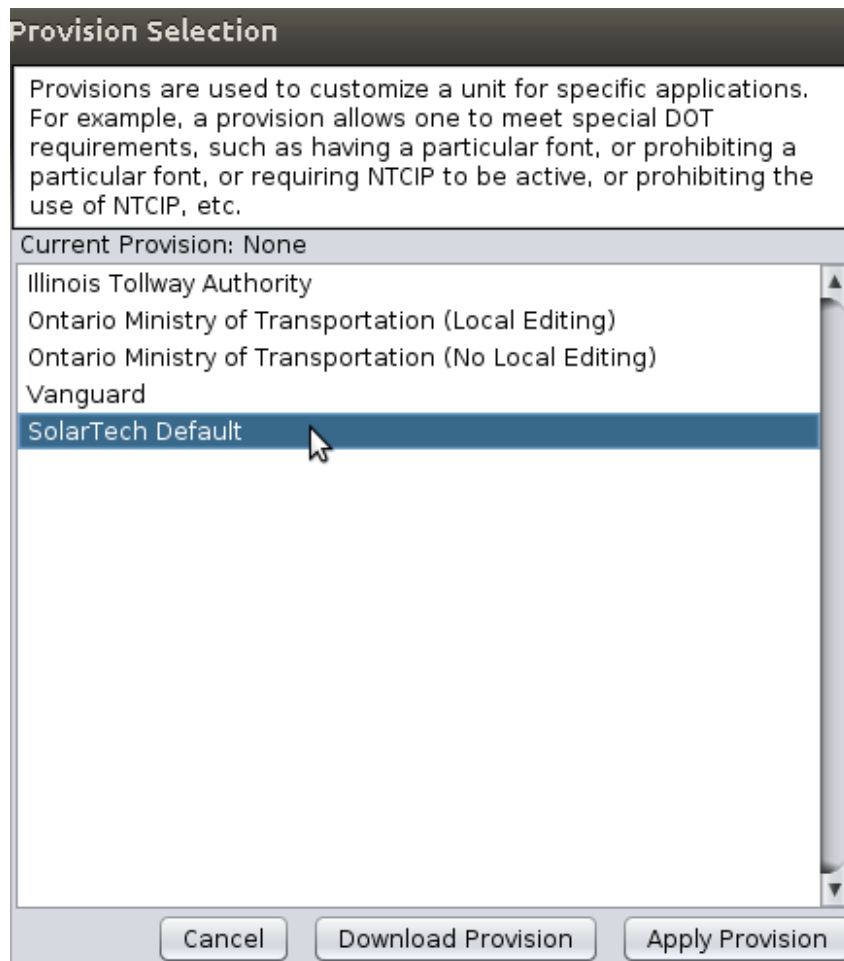 Provision Selection
Provisions are used to customize a unit for specific applications.
For example, a provision allows one to meet special DOT
requirements, such as having a particular font, or prohibiting a
particular font, or requiring NTCIP to be active, or prohibiting the
use of NTCIP, etc.
Current Provision: None
Illinois Tollway Authority
Ontario Ministry of Transportation (Local Editing)
Ontario Ministry of Transportation (No Local Editing)
Vanguard
SolarTech Default
Cancel Download Provision Apply Provision